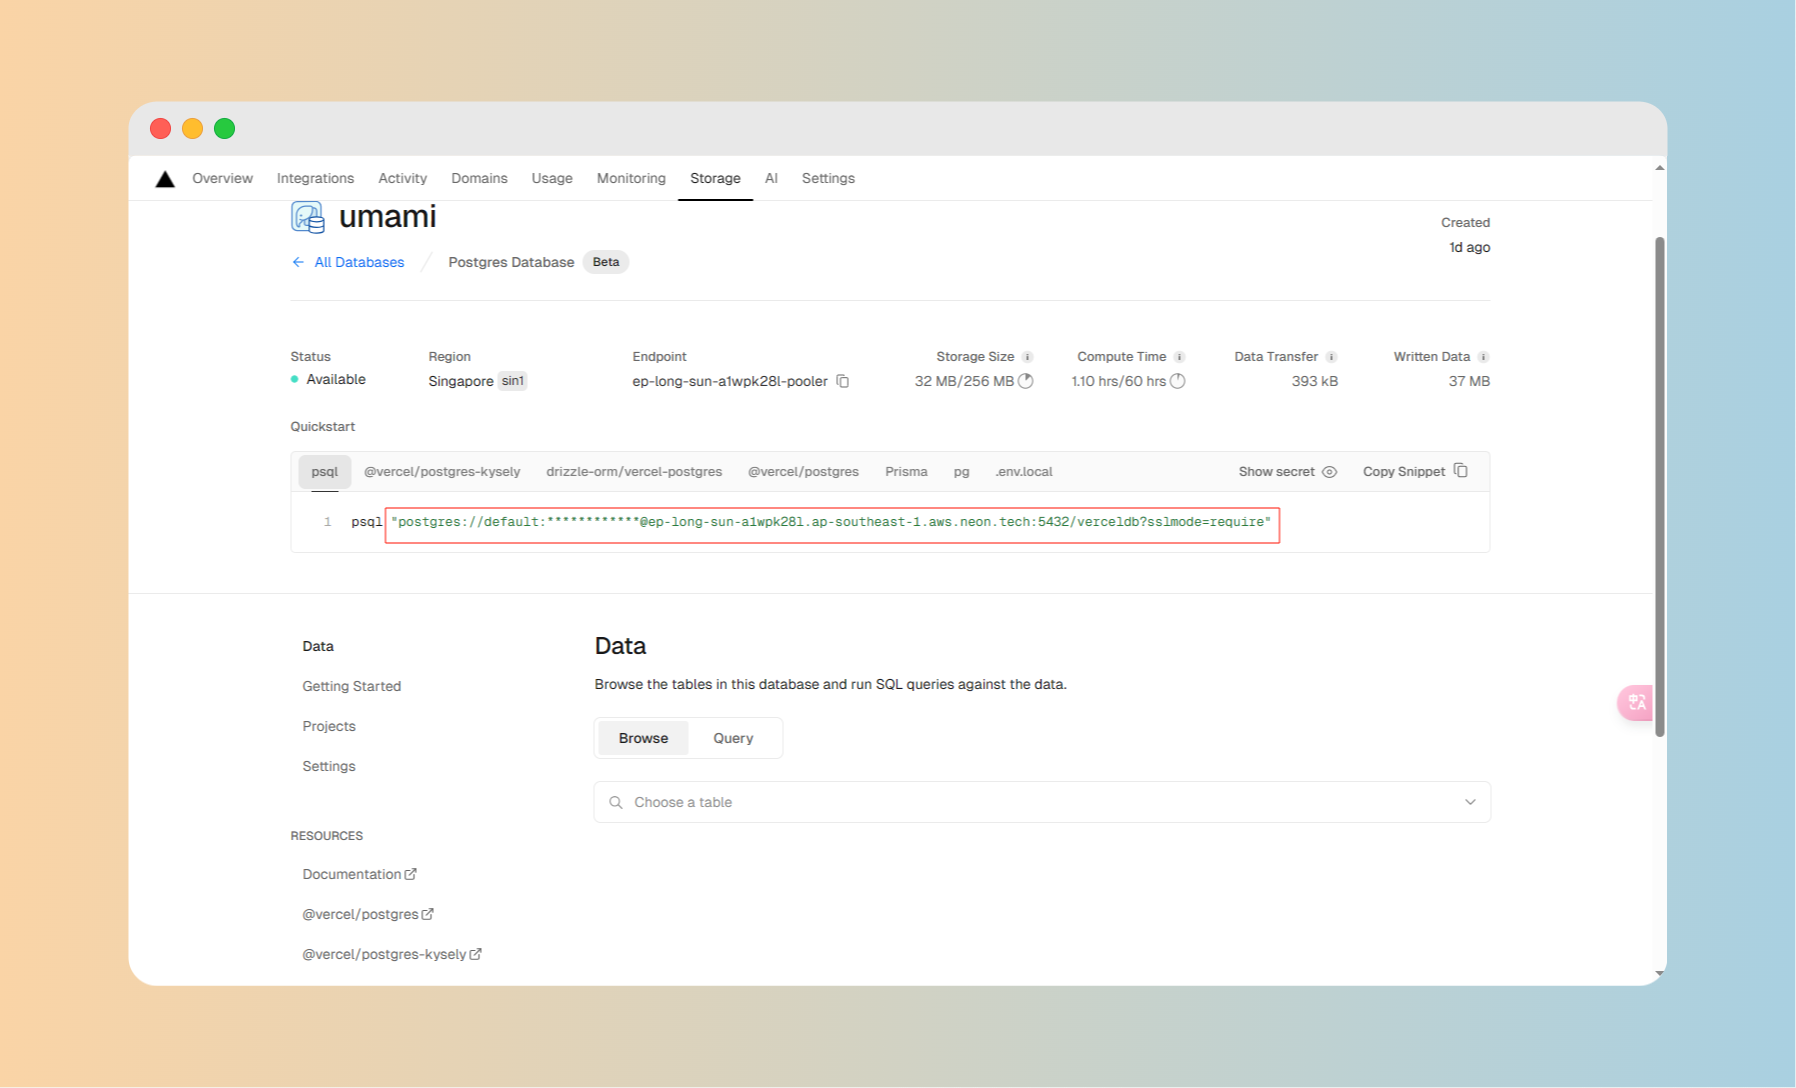 Overview Integrations Activity Domains Usage Monitoring Storage AI Settings
umami
Created
1d ago
← All Databases / Postgres Database Beta
Status Region Endpoint Storage Size Compute Time Data Transfer Written Data
Available Singapore sin1 ep-long-sun-a1wpk28l-pooler 32 MB/256 MB 1.10 hrs/60 hrs 393 kB 37 MB
Quickstart
psql @vercel/postgres-kysely drizzle-orm/vercel-postgres @vercel/postgres Prisma pg .env.local Show secret Copy Snippet
1 psql "postgres://default:************@ep-long-sun-a1wpk28l.ap-southeast-1.aws.neon.tech:5432/verceldb?sslmode=require"
Data
Getting Started
Projects
Settings
RESOURCES
Documentation
@vercel/postgres
@vercel/postgres-kysely
Data
Browse the tables in this database and run SQL queries against the data.
Browse Query
Choose a table